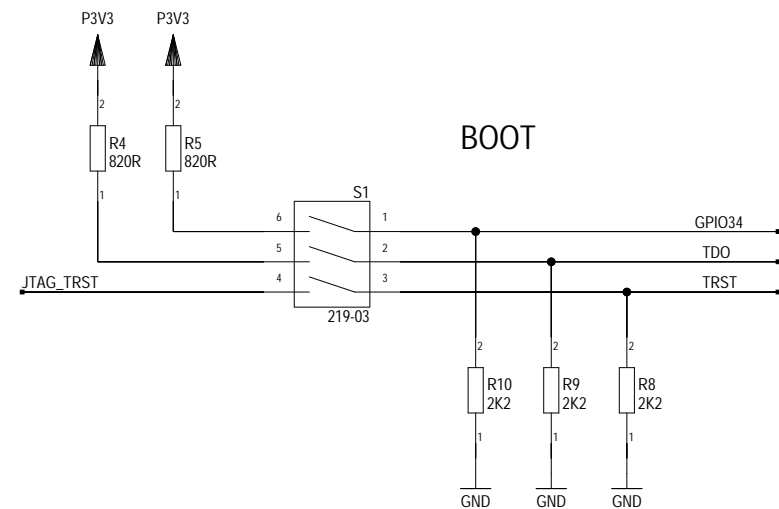 P3V3 P3V3
2 2
R4 R5
820R 820R
BOOT
1 1
S1
6 1 GPIO34
5 2 TDO
JTAG_TRST 4 3 TRST
219-03
2 2 2
R10 R9 R8
2K2 2K2 2K2
1 1 1
GND GND GND